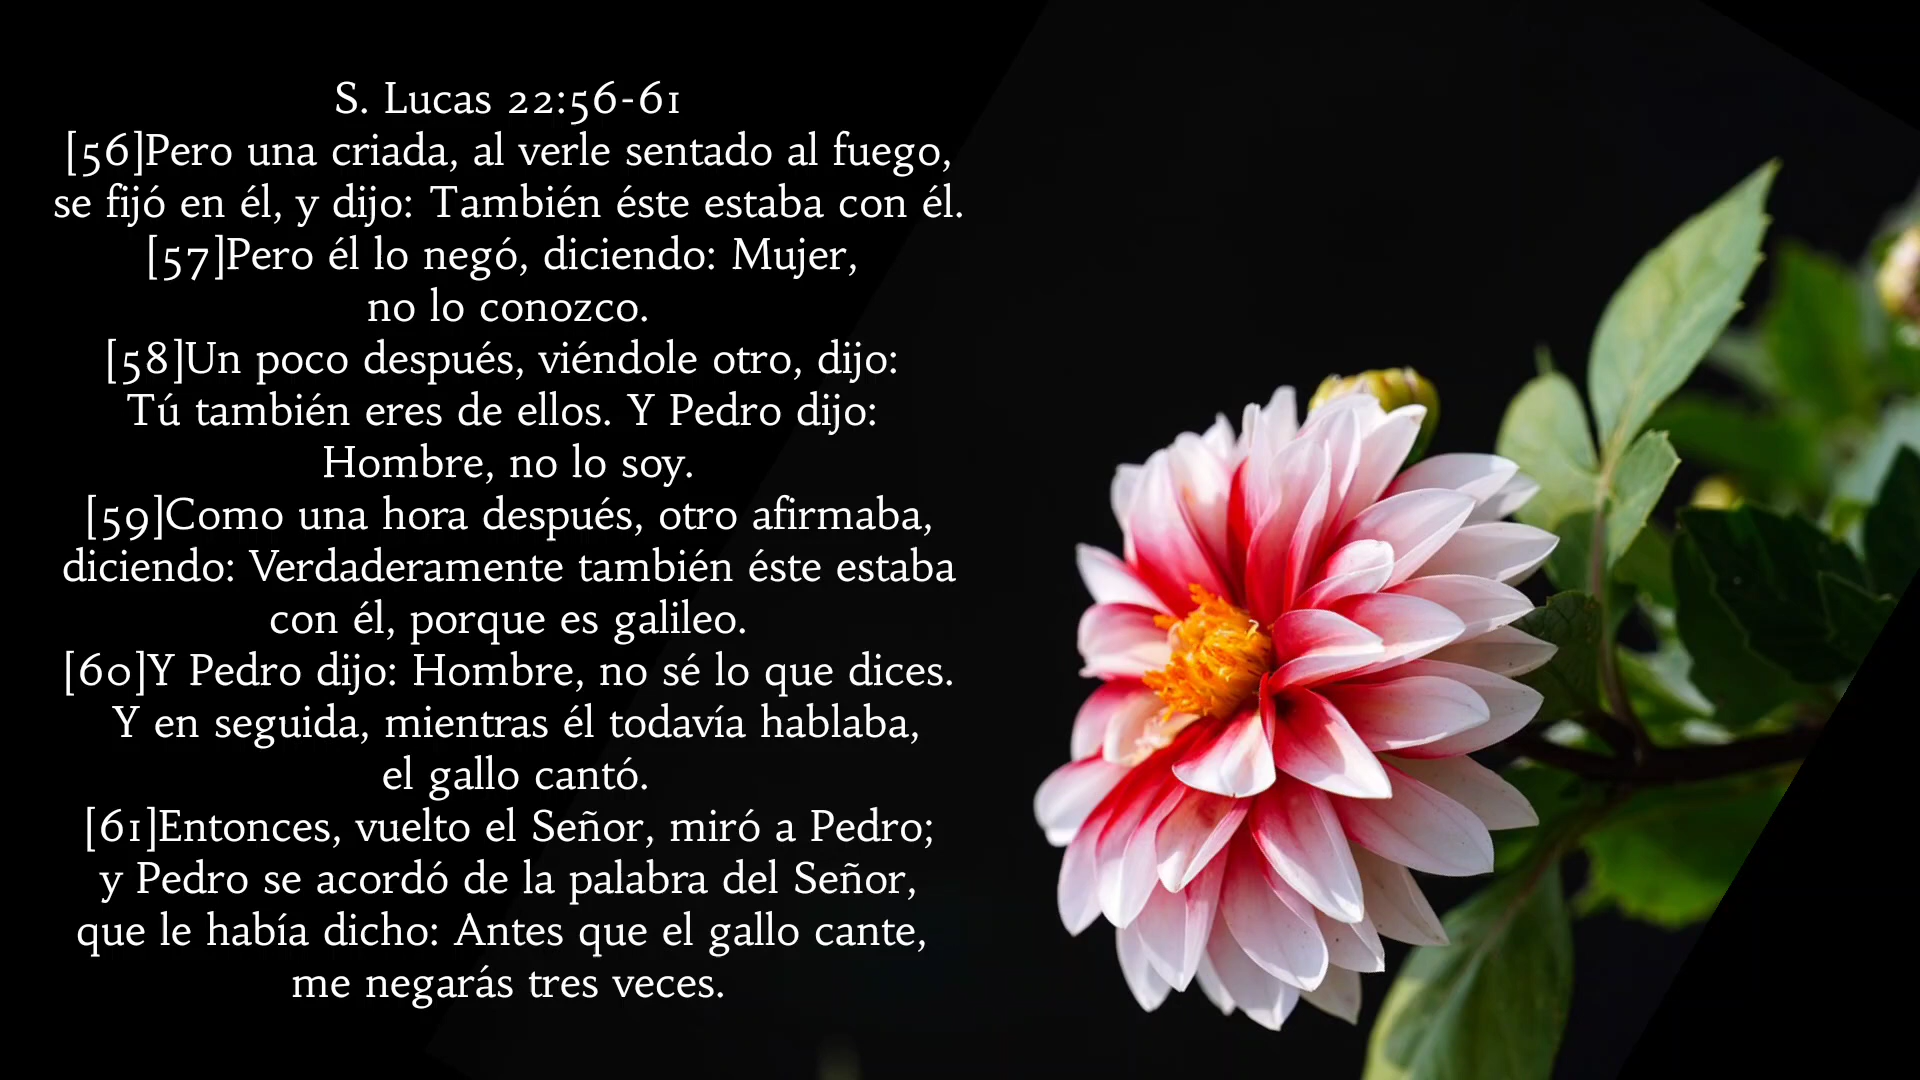 S. Lucas 22:56-61
[56]Pero una criada, al verle sentado al fuego,
se fijó en él, y dijo: También éste estaba con él.
[57]Pero él lo negó, diciendo: Mujer,
no lo conozco.
[58]Un poco después, viéndole otro, dijo:
Tú también eres de ellos. Y Pedro dijo:
Hombre, no lo soy.
[59]Como una hora después, otro afirmaba,
diciendo: Verdaderamente también éste estaba
con él, porque es galileo.
[60]Y Pedro dijo: Hombre, no sé lo que dices.
Y en seguida, mientras él todavía hablaba,
el gallo cantó.
[61]Entonces, vuelto el Señor, miró a Pedro;
y Pedro se acordó de la palabra del Señor,
que le había dicho: Antes que el gallo cante,
me negarás tres veces.